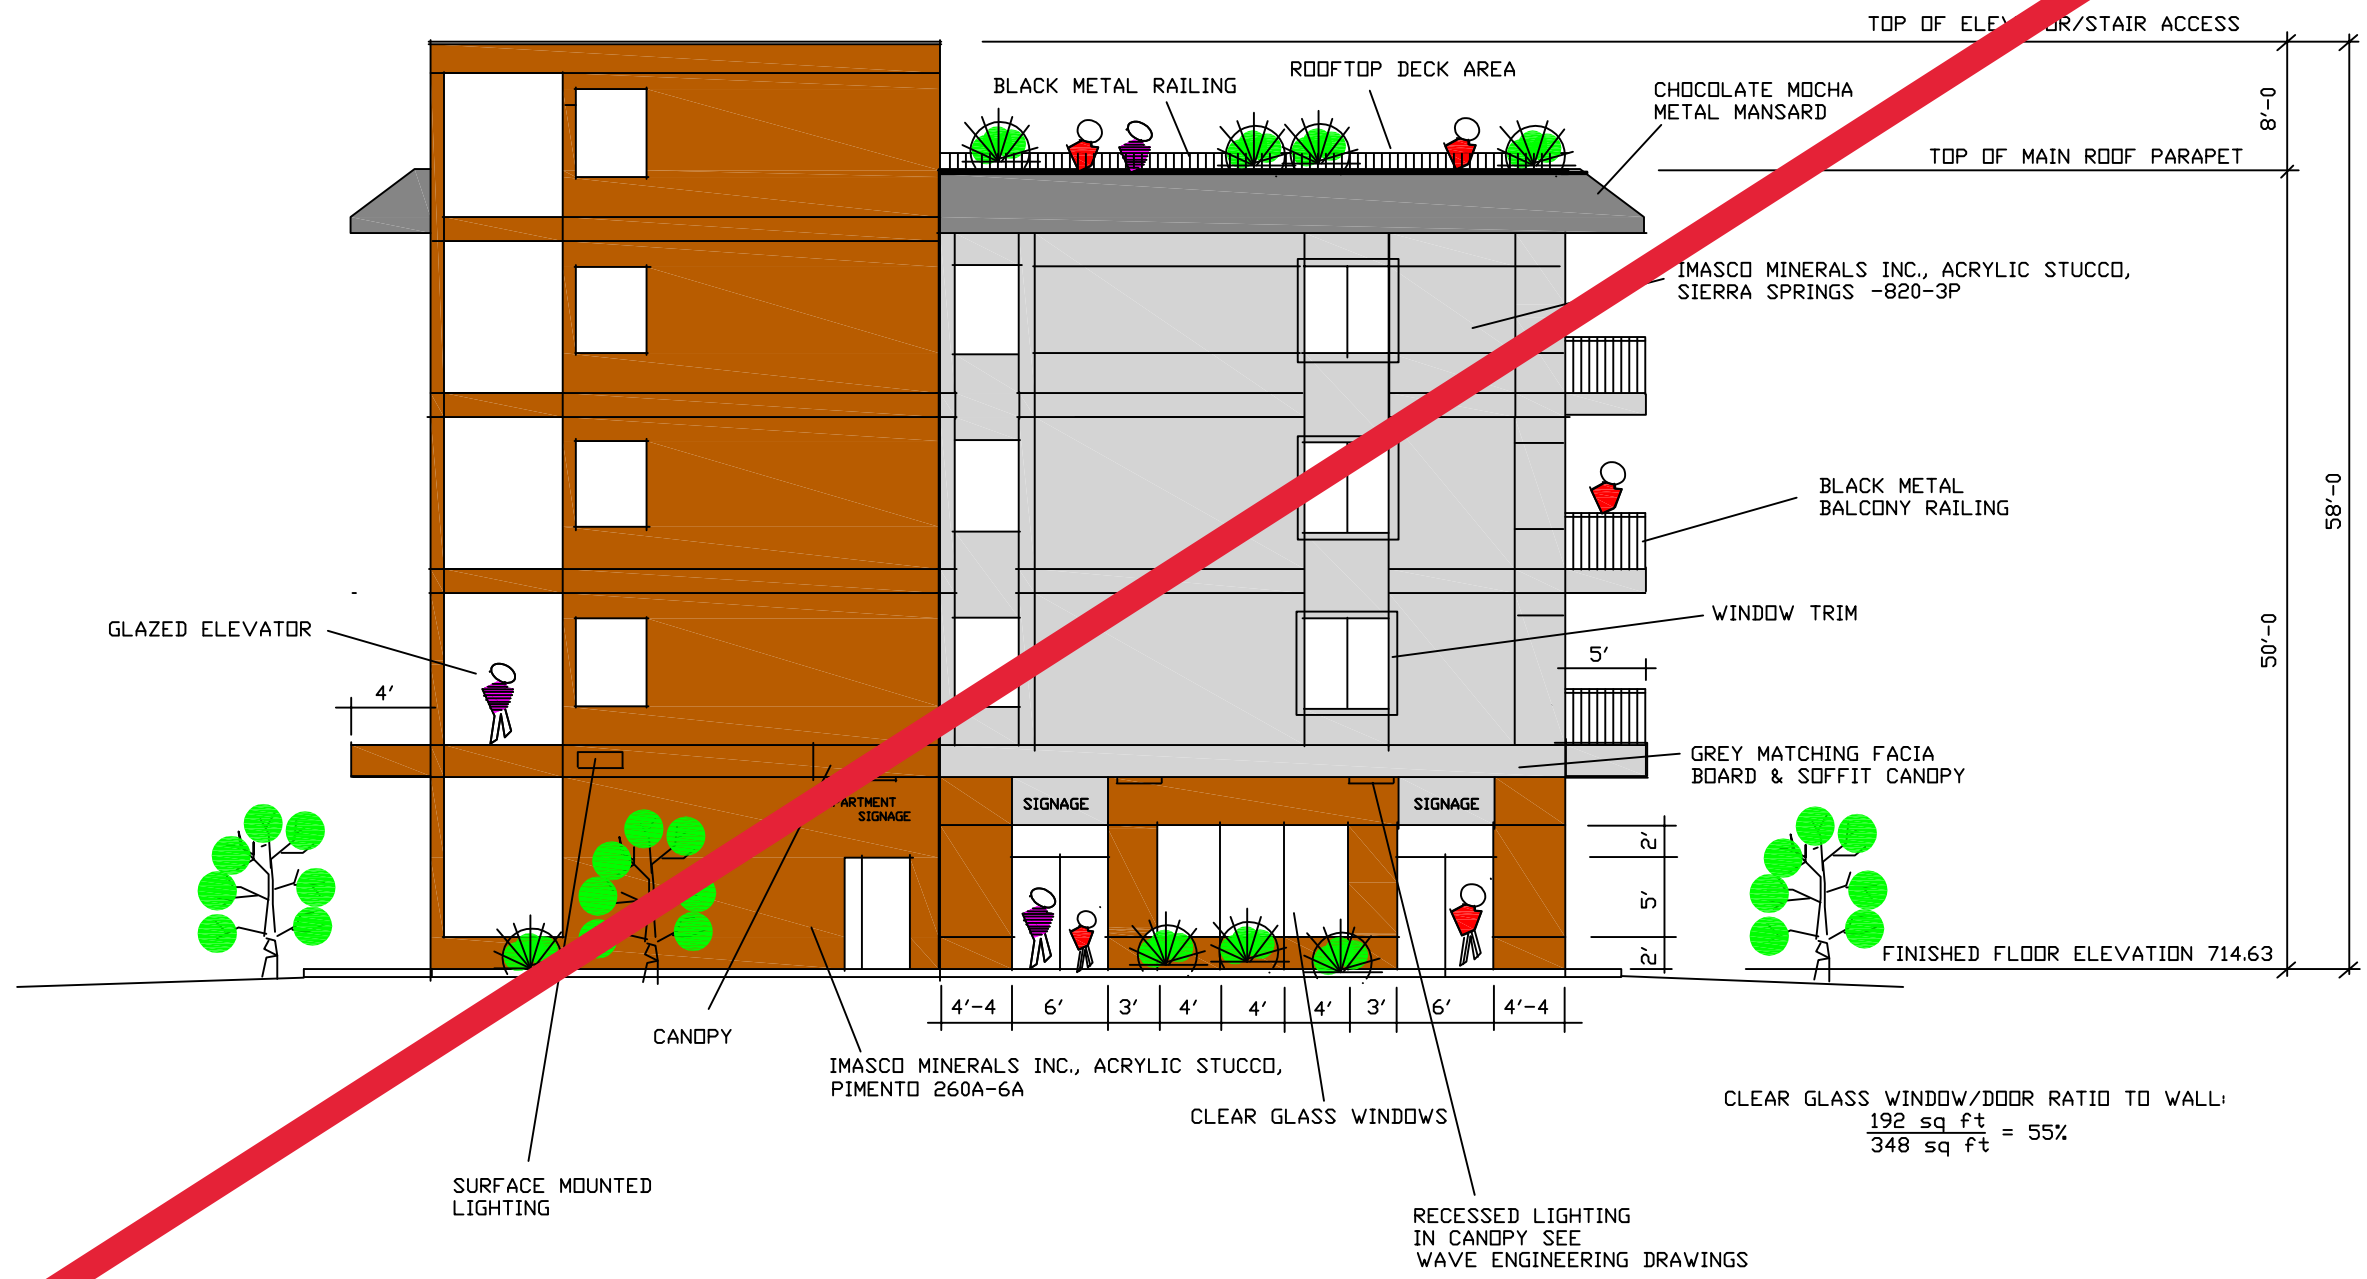 TOP OF ELEVATOR/STAIR ACCESS
BLACK METAL RAILING
ROOFTOP DECK AREA
CHOCOLATE MOCHA
METAL MANSARD
8'-0
TOP OF MAIN ROOF PARAPET
IMASCO MINERALS INC., ACRYLIC STUCCO,
SIERRA SPRINGS -820-3P
BLACK METAL
BALCONY RAILING
58'-0
GLAZED ELEVATOR
WINDOW TRIM
50'-0
5'
4'
GREY MATCHING FACIA
BOARD & SOFFIT CANOPY
SIGNAGE
SIGNAGE
SIGNAGE
2'
5'
2'
FINISHED FLOOR ELEVATION 714.63
4'-4 6' 3' 4' 4' 4' 3' 6' 4'-4
CANOPY
IMASCO MINERALS INC., ACRYLIC STUCCO,
PIMENTO 260A-6A
CLEAR GLASS WINDOWS
CLEAR GLASS WINDOW/DOOR RATIO TO WALL:
192 sq ft
348 sq ft
= 55%
SURFACE MOUNTED
LIGHTING
RECESSED LIGHTING
IN CANOPY SEE
WAVE ENGINEERING DRAWINGS